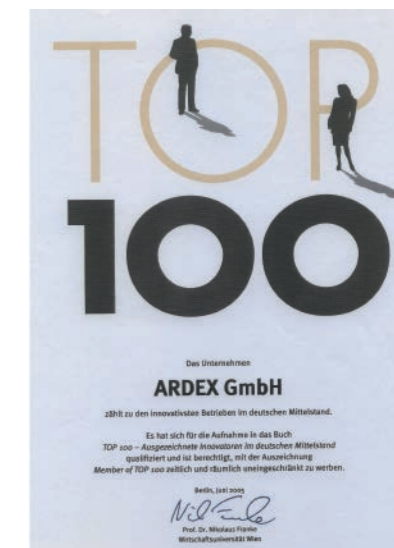 TOP
100
Das Unternehmen
ARDEX GmbH
zählt zu den innovativsten Betrieben im deutschen Mittelstand.
Es hat sich für die Aufnahme in das Buch
TOP 100 – Ausgezeichnete Innovatoren im deutschen Mittelstand
qualifiziert und ist berechtigt, mit der Auszeichnung
Member of TOP 100 zeitlich und räumlich uneingeschränkt zu werben.
Berlin, Juni 2005
Prof. Dr. Nikolaus Franke
Wirtschaftsuniversität Wien